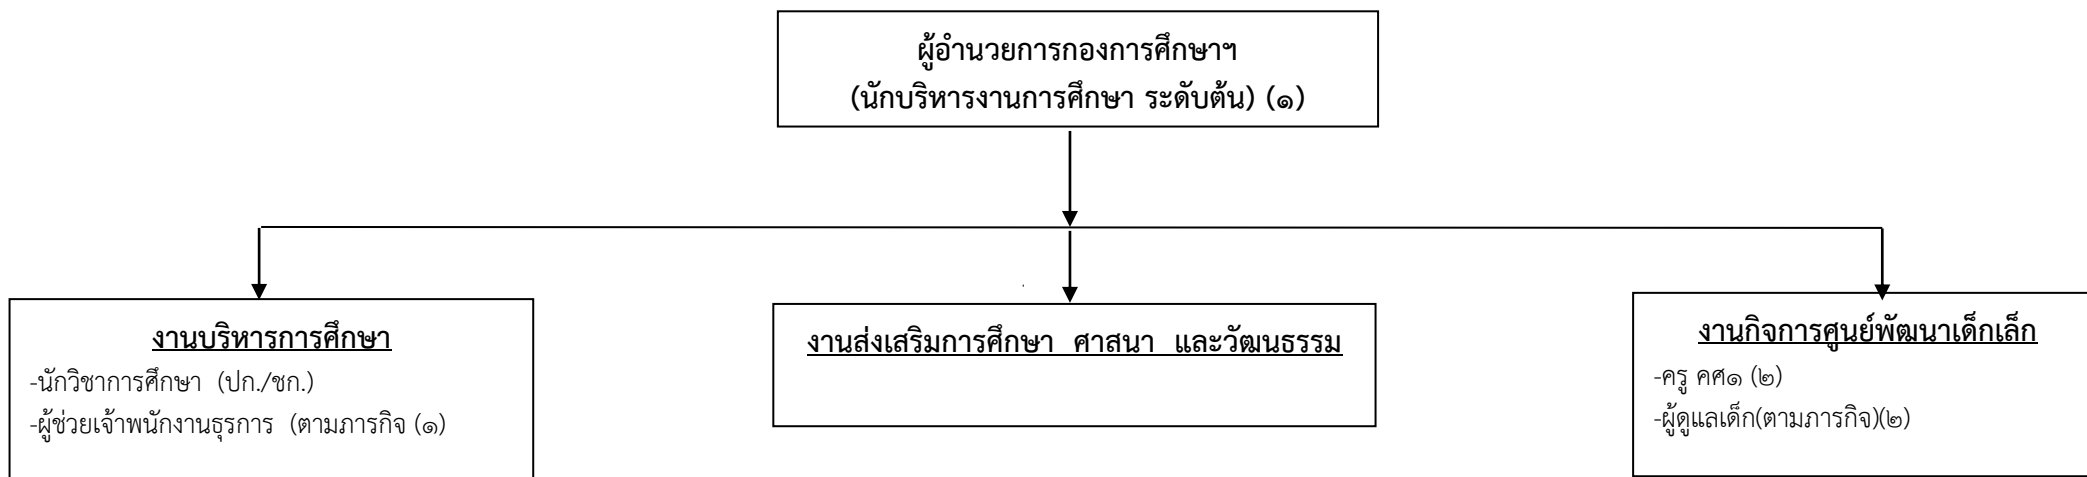 ผู้อำนวยการกองการศึกษาฯ
(นักบริหารงานการศึกษา ระดับต้น) (๑)
งานบริหารการศึกษา
-นักวิชาการศึกษา (ปก./ชก.)
-ผู้ช่วยเจ้าพนักงานธุรการ (ตามภารกิจ (๑)
งานส่งเสริมการศึกษา ศาสนา และวัฒนธรรม
งานกิจการศูนย์พัฒนาเด็กเล็ก
-ครู คศ๑ (๒)
-ผู้ดูแลเด็ก(ตามภารกิจ)(๒)